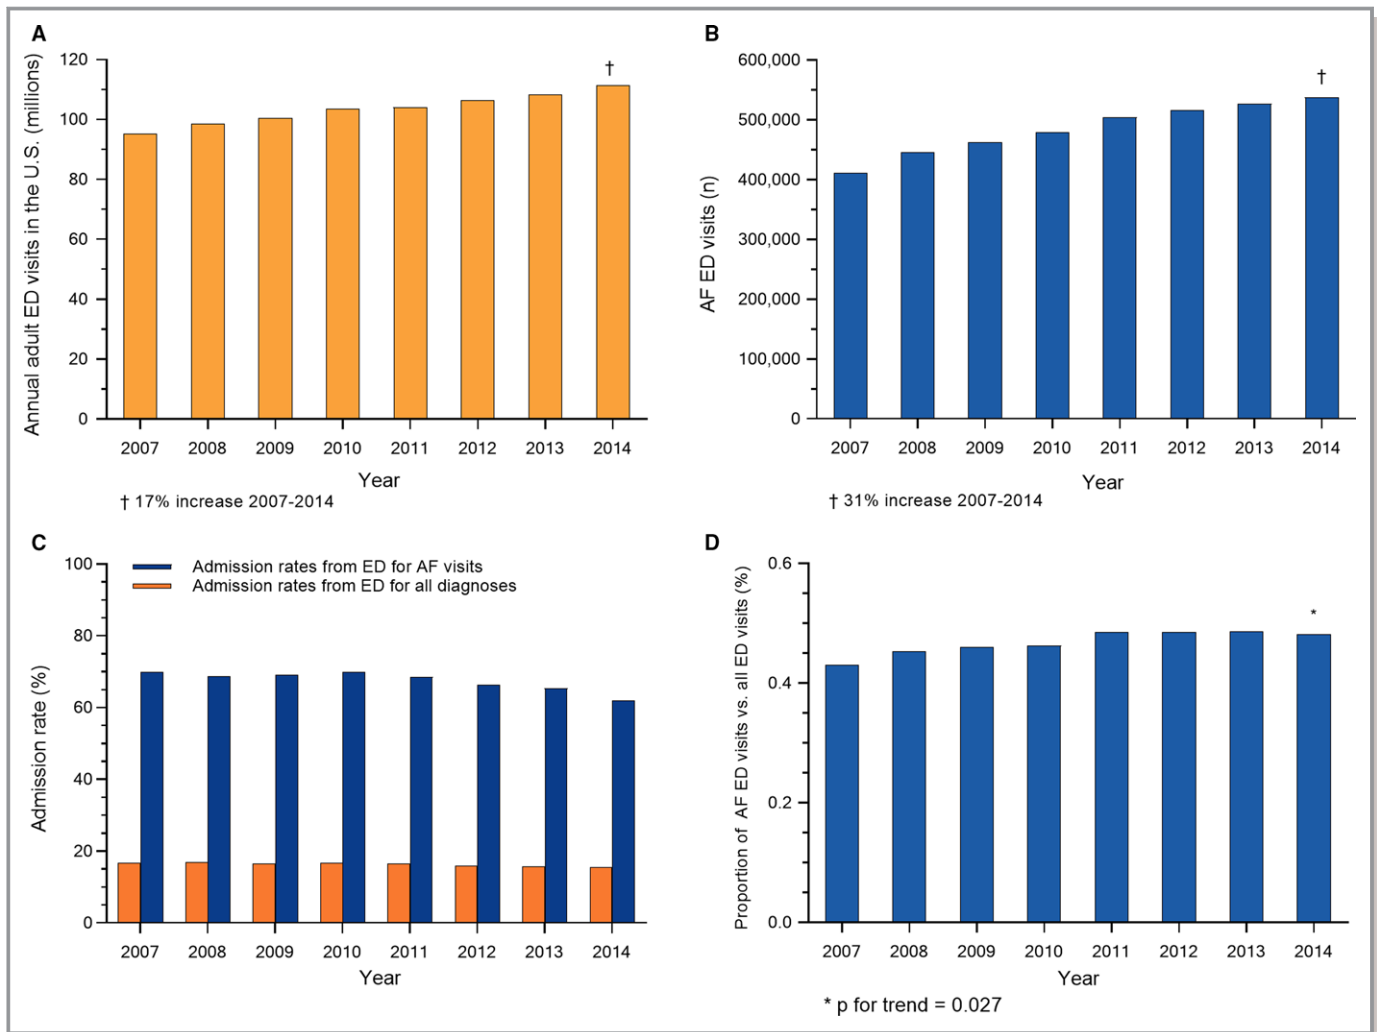 A
Annual adult ED visits in the U.S. (millions)
120
100
80
60
40
20
0
†
2007 2008 2009 2010 2011 2012 2013 2014
Year
† 17% increase 2007-2014
B
AF ED visits (n)
600,000
500,000
400,000
300,000
200,000
100,000
0
†
2007 2008 2009 2010 2011 2012 2013 2014
Year
† 31% increase 2007-2014
C
Admission rate (%)
100
80
60
40
20
0
Admission rates from ED for AF visits
Admission rates from ED for all diagnoses
2007 2008 2009 2010 2011 2012 2013 2014
Year
D
Proportion of AF ED visits vs. all ED visits (%)
0.6
0.4
0.2
0.0
*
2007 2008 2009 2010 2011 2012 2013 2014
Year
* p for trend = 0.027